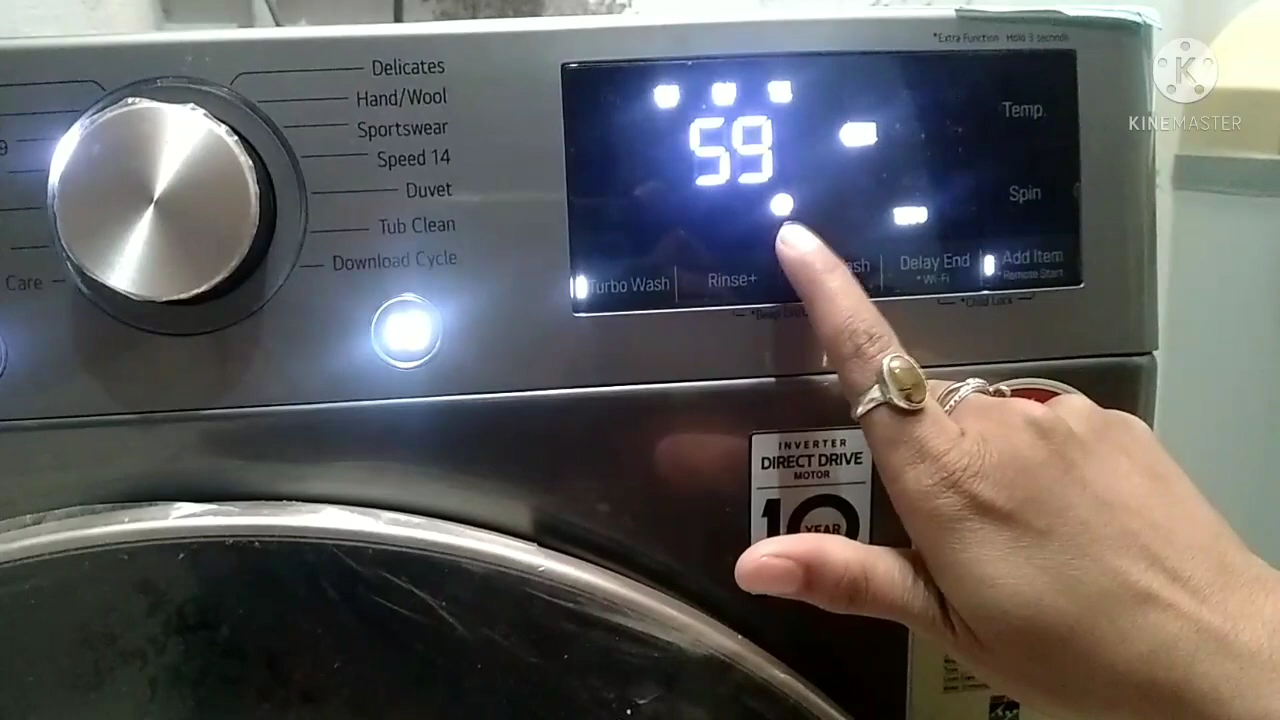 *Extra Function : Hold 3 seconds
Delicates
Hand/Wool
Sportswear
Speed 14
Duvet
Tub Clean
Download Cycle
9
Care
59
Temp.
Spin
Turbo Wash
Rinse+
Delay End
*Wi-Fi
Add Item
*Remote Start
*Child Lock
INVERTER
DIRECT DRIVE
MOTOR
10
YEAR
K
KINEMASTER